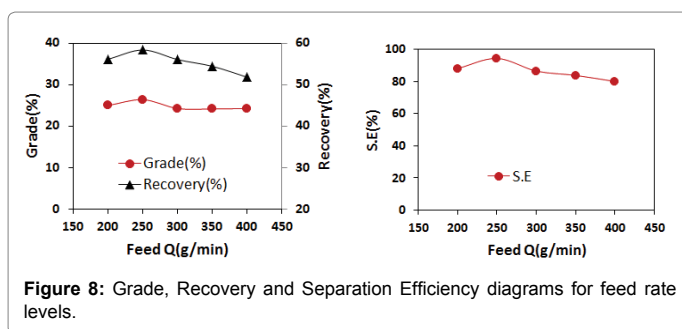 40
30
20
10
0
Grade(%)
60
50
40
30
20
Recovery(%)
Grade(%)
Recovery(%)
150 200 250 300 350 400 450
Feed Q(g/min)
100
80
60
40
20
0
S.E(%)
S.E
150 200 250 300 350 400 450
Feed Q(g/min)
Figure 8: Grade, Recovery and Separation Efficiency diagrams for feed rate
levels.